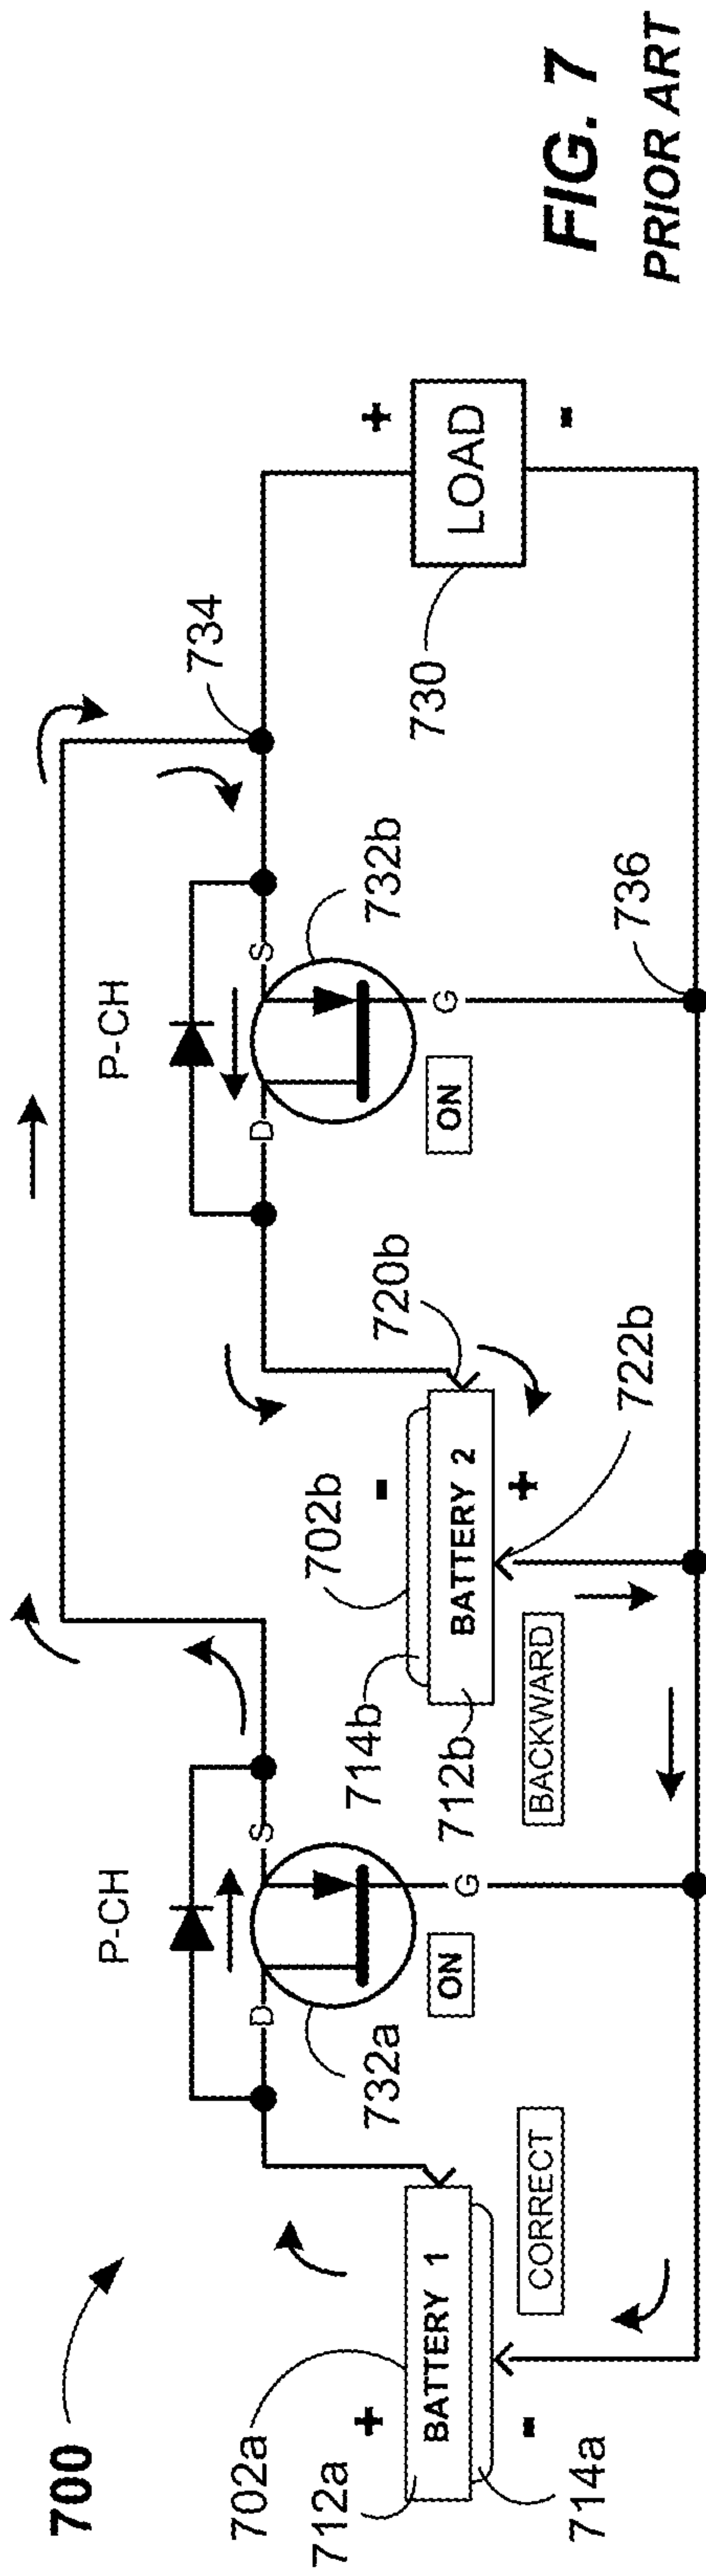 700
P-CH
P-CH
734
D
S
D
S
732a
732b
G
G
ON
ON
702a
712a
+
BATTERY 1
-
714a
CORRECT
702b
714b
-
BATTERY 2
+
712b
720b
722b
BACKWARD
736
+
LOAD
-
730
FIG. 7
PRIOR ART